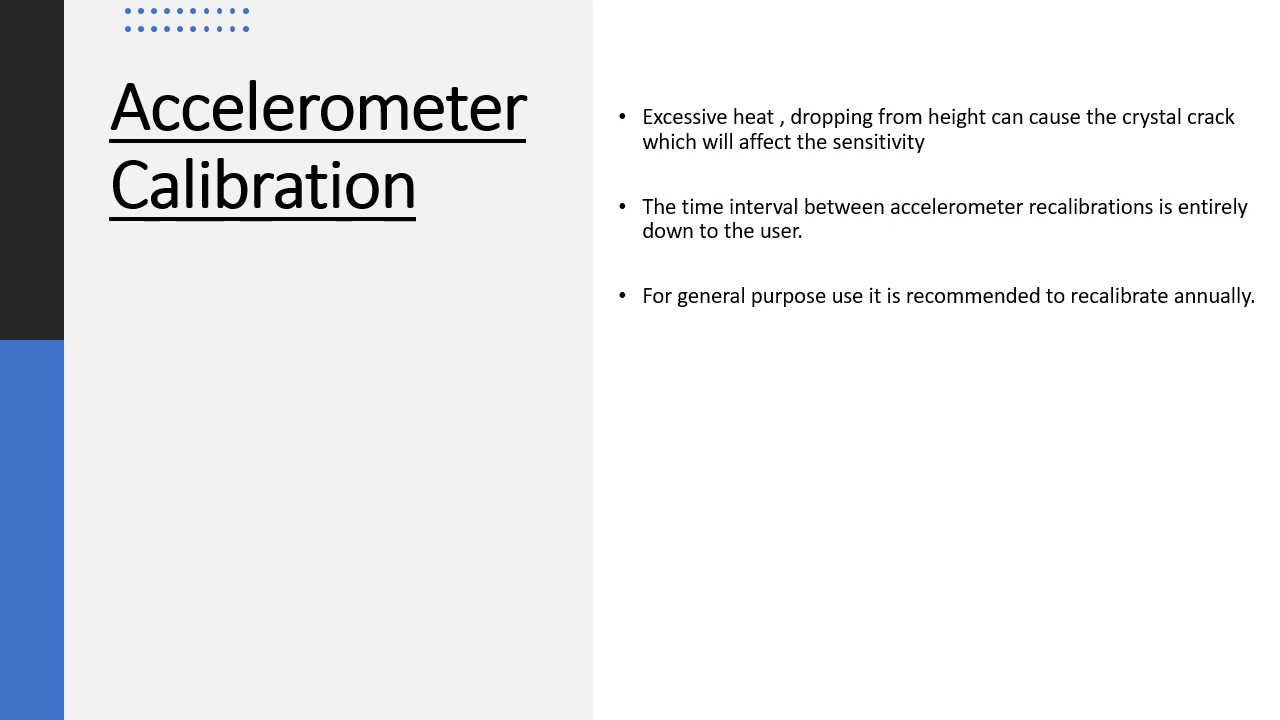 Accelerometer
Calibration
• Excessive heat , dropping from height can cause the crystal crack
which will affect the sensitivity
• The time interval between accelerometer recalibrations is entirely
down to the user.
• For general purpose use it is recommended to recalibrate annually.